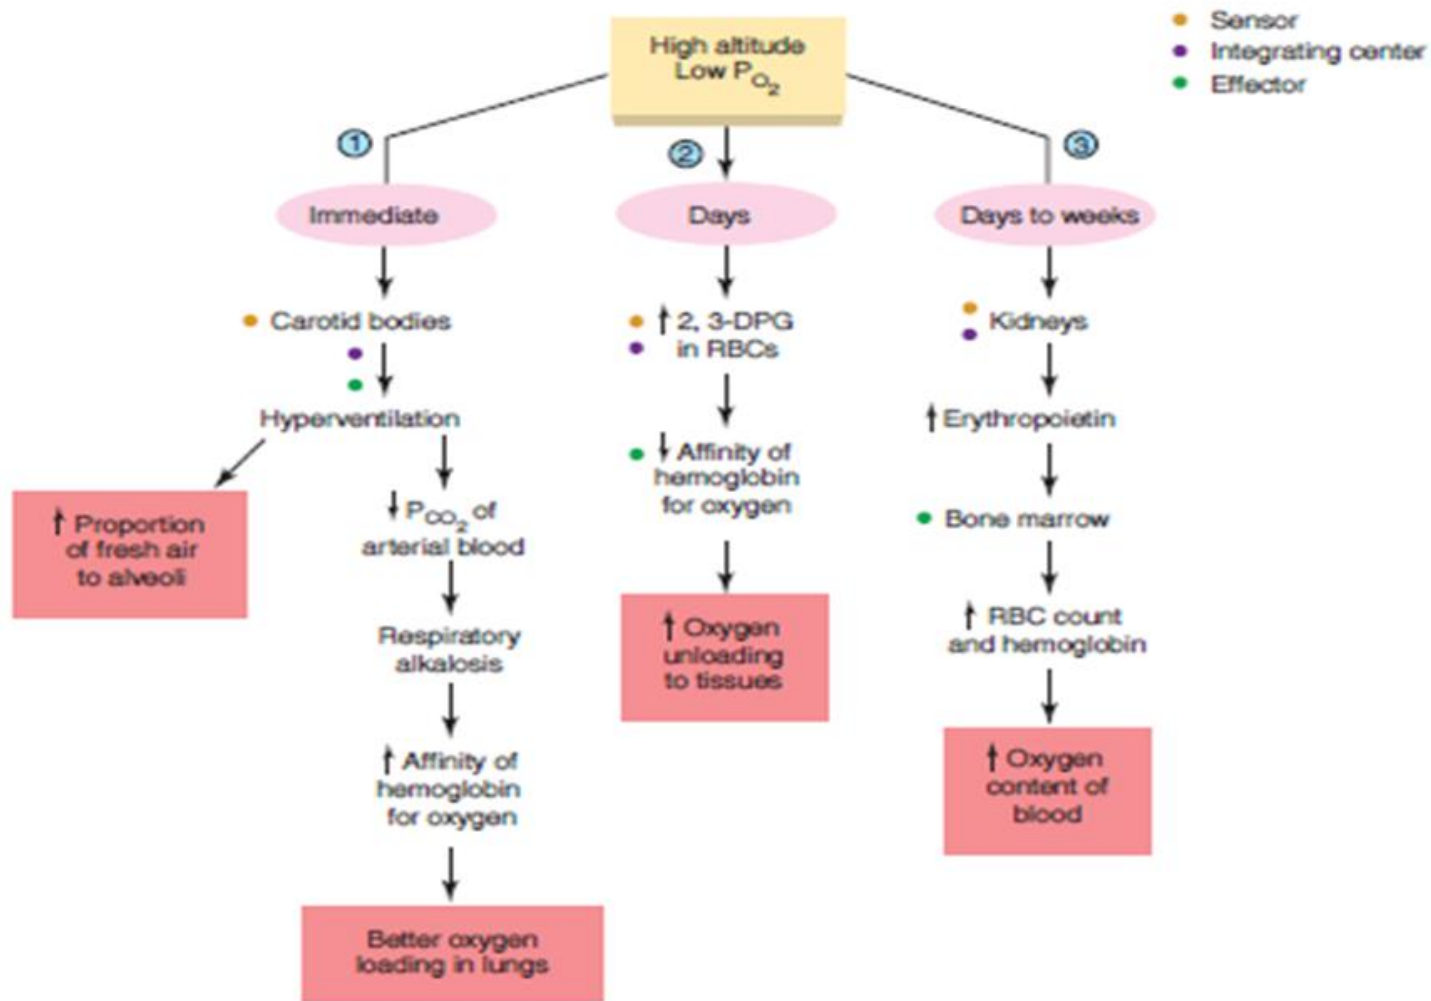 High altitude
Low PO2
Sensor
Integrating center
Effector
1
Immediate
Carotid bodies
Hyperventilation
↑ Proportion
of fresh air
to alveoli
↓ PCO2 of
arterial blood
Respiratory
alkalosis
↑ Affinity of
hemoglobin
for oxygen
Better oxygen
loading in lungs
2
Days
↑ 2, 3-DPG
in RBCs
↓ Affinity of
hemoglobin
for oxygen
↑ Oxygen
unloading
to tissues
3
Days to weeks
Kidneys
↑ Erythropoietin
Bone marrow
↑ RBC count
and hemoglobin
↑ Oxygen
content of
blood